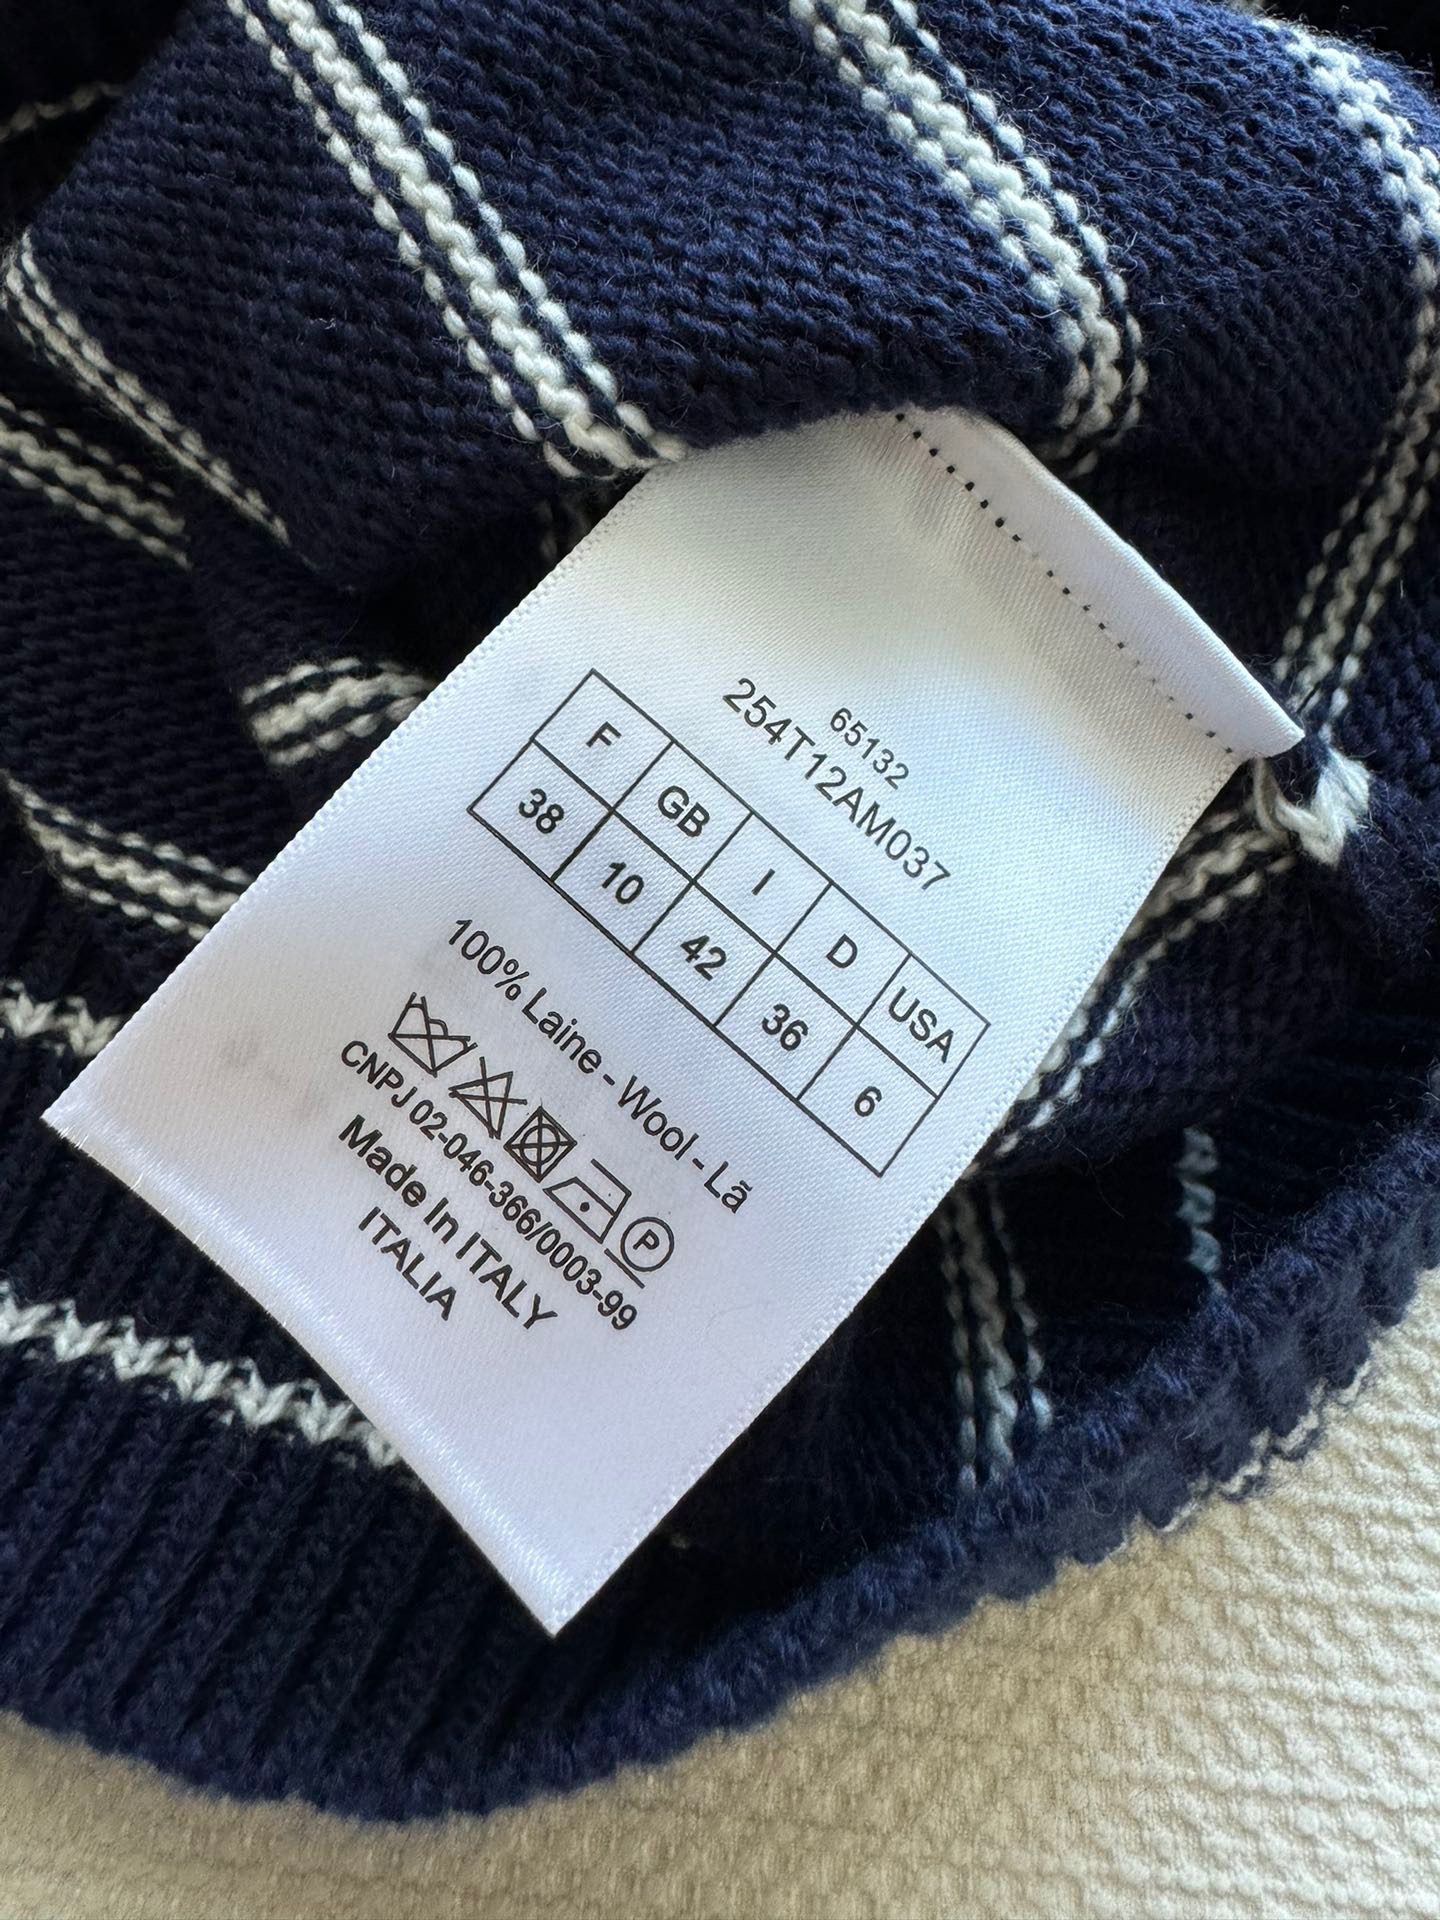 65132
254T12AM037
F GB I D USA
38 10 42 36 6
100% Laine - Wool - Lã
P
CNPJ 02-046-366/0003-99
Made In ITALY
ITALIA